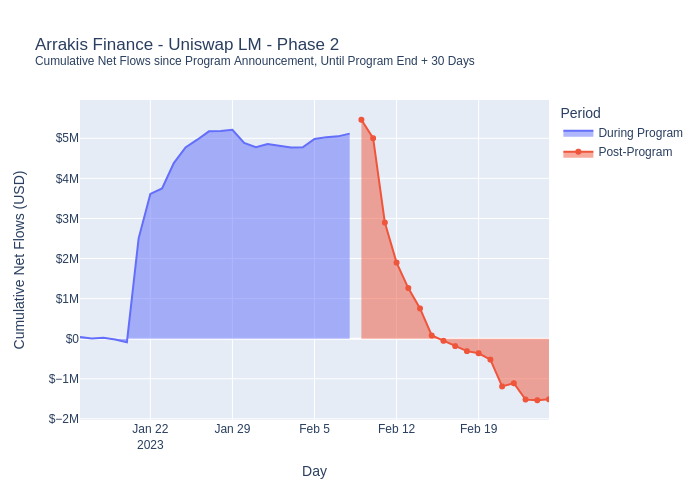 Arrakis Finance - Uniswap LM - Phase 2
Cumulative Net Flows since Program Announcement, Until Program End + 30 Days
Period
During Program
Post-Program
Cumulative Net Flows (USD)
$5M
$4M
$3M
$2M
$1M
$0
$−1M
$−2M
Jan 22
2023
Jan 29
Feb 5
Feb 12
Feb 19
Day